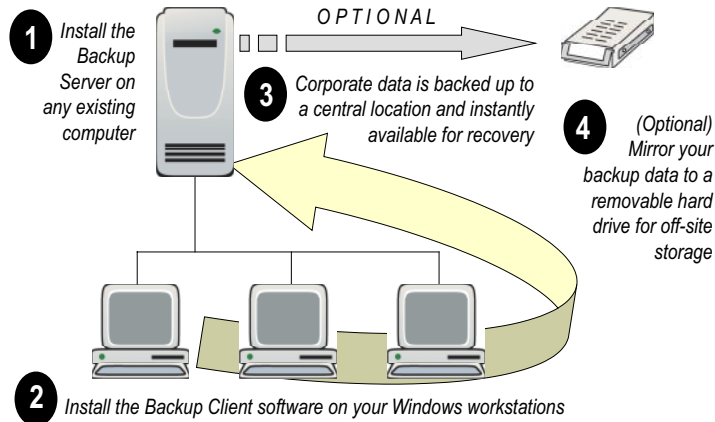 1
Install the
Backup
Server on
any existing
computer
OPTIONAL
3
Corporate data is backed up to
a central location and instantly
available for recovery
4
(Optional)
Mirror your
backup data to a
removable hard
drive for off-site
storage
2
Install the Backup Client software on your Windows workstations